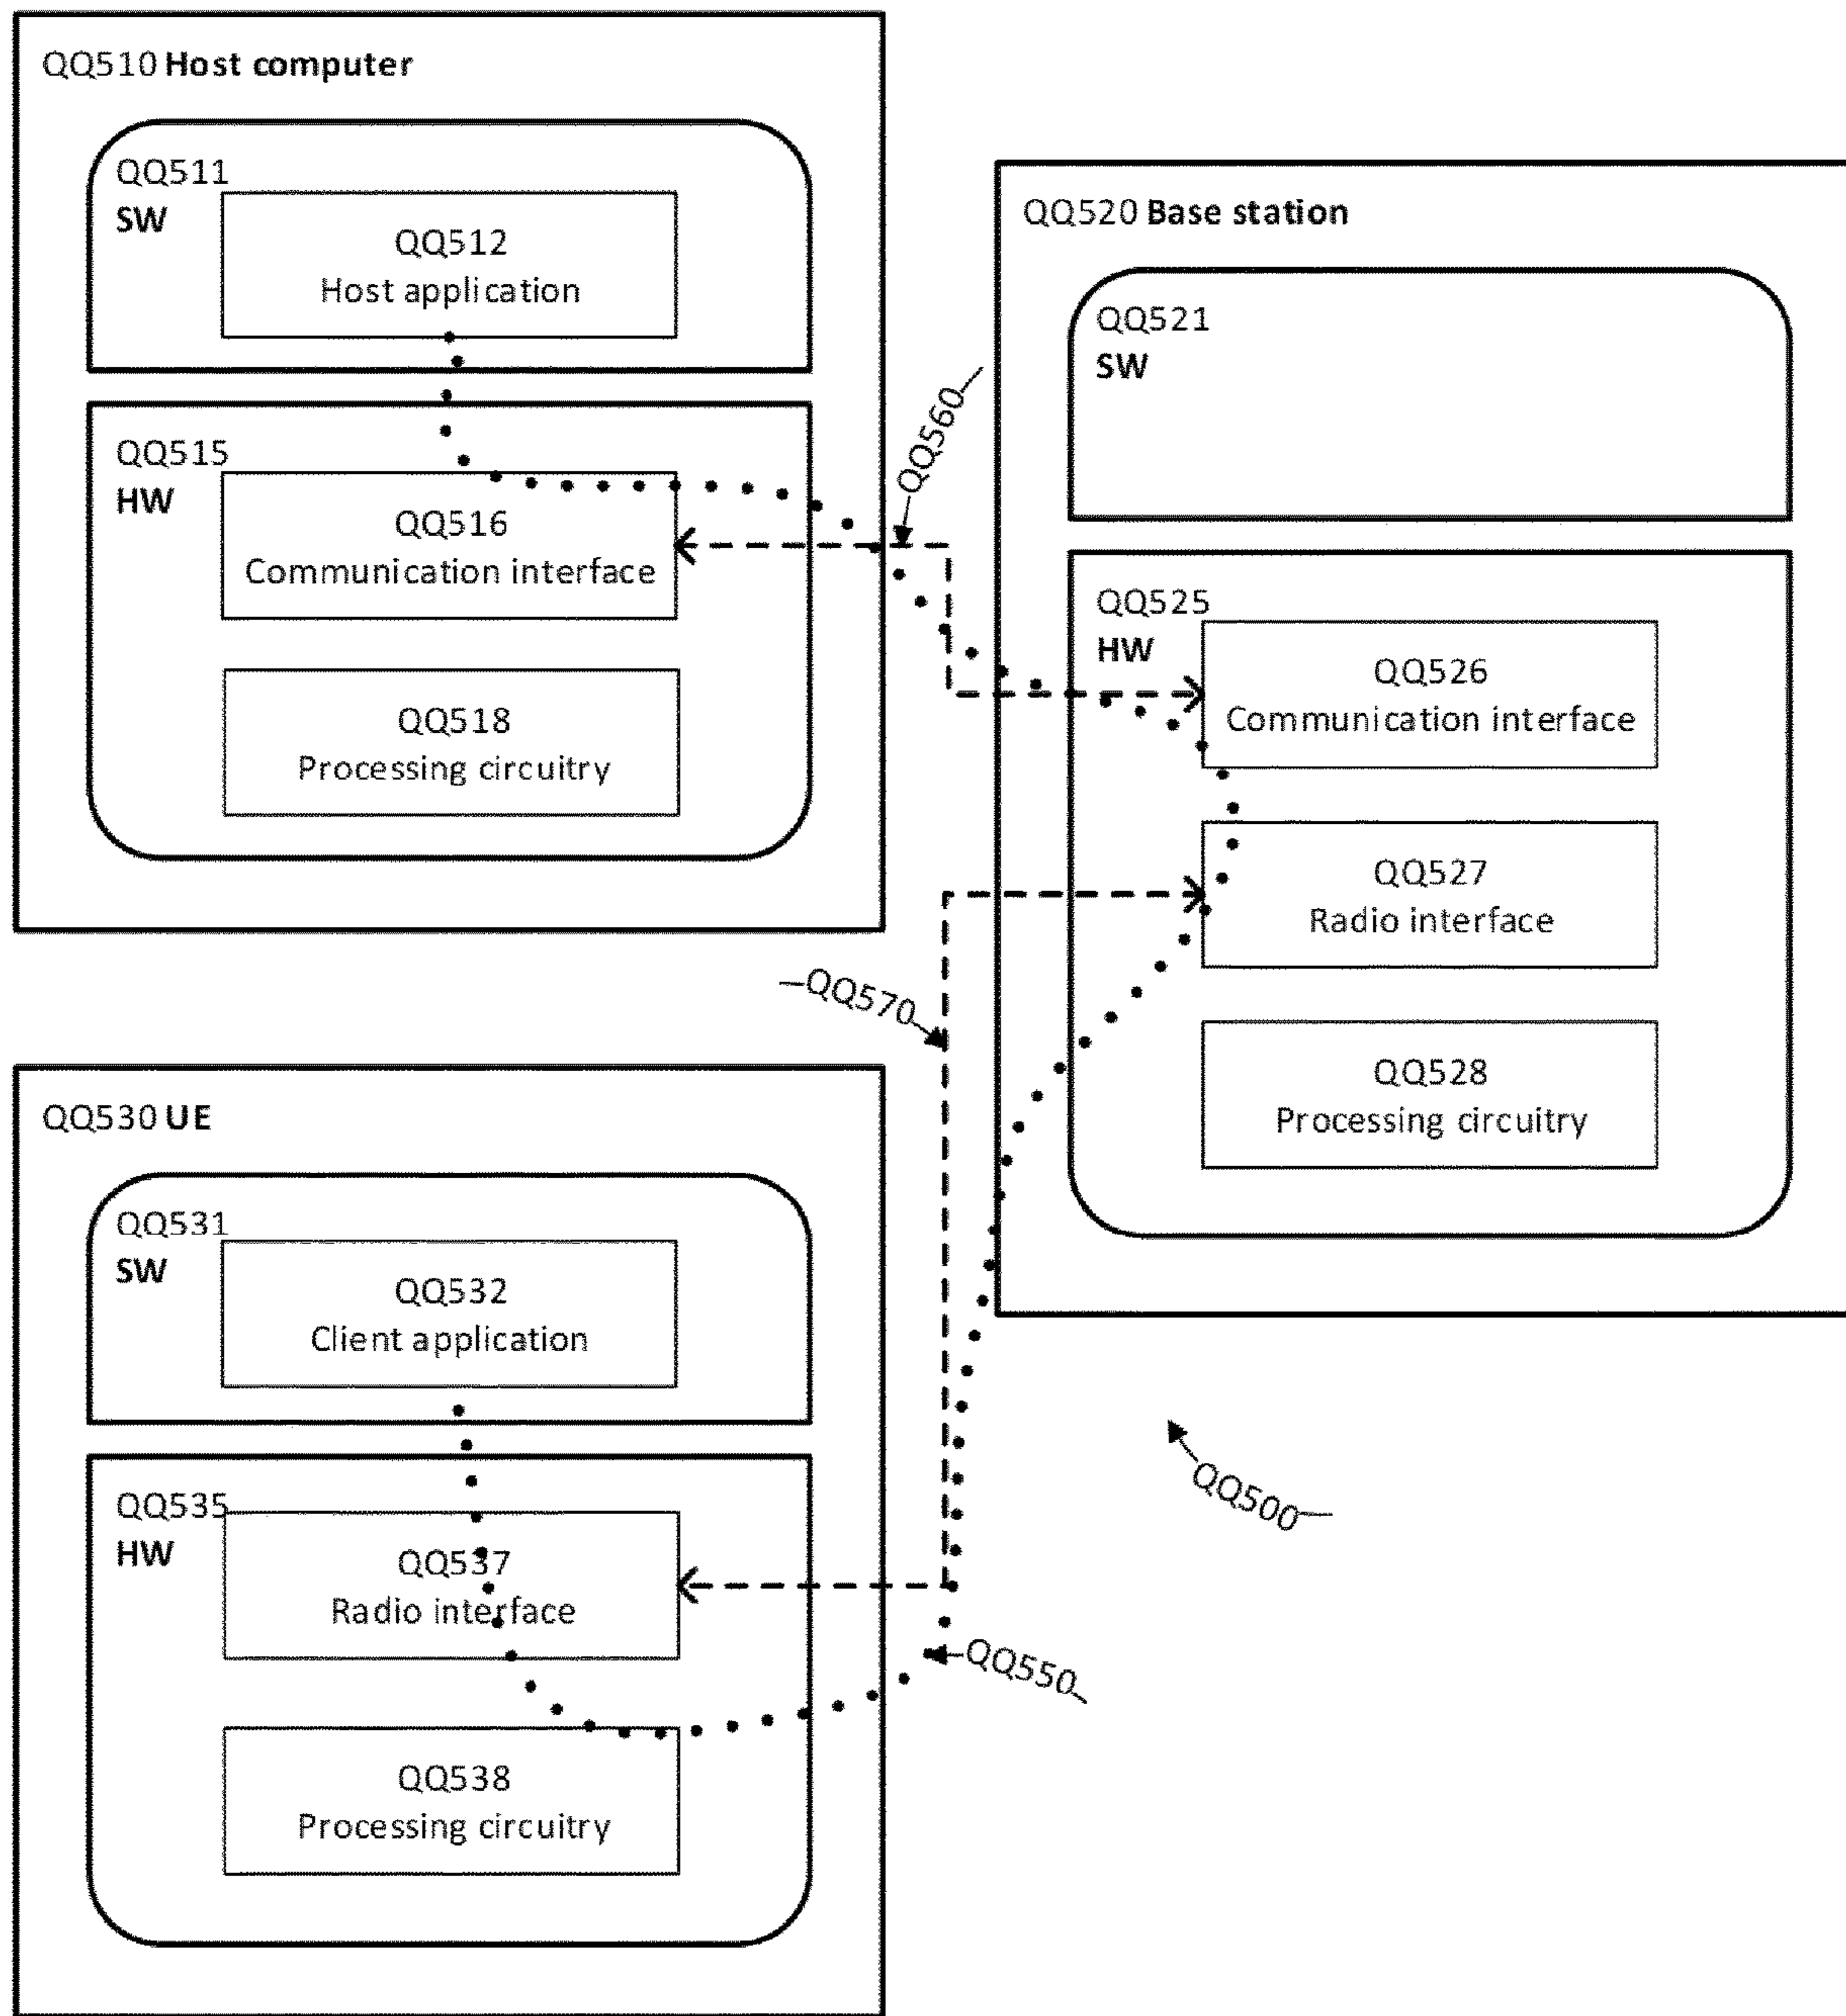 QQ510 Host computer
QQ511
SW
QQ512
Host application
QQ515
HW
QQ516
Communication interface
QQ518
Processing circuitry
QQ560
QQ520 Base station
QQ521
SW
QQ525
HW
QQ526
Communication interface
QQ527
Radio interface
QQ528
Processing circuitry
QQ570
QQ530 UE
QQ531
SW
QQ532
Client application
QQ535
HW
QQ537
Radio interface
QQ538
Processing circuitry
QQ500
QQ550